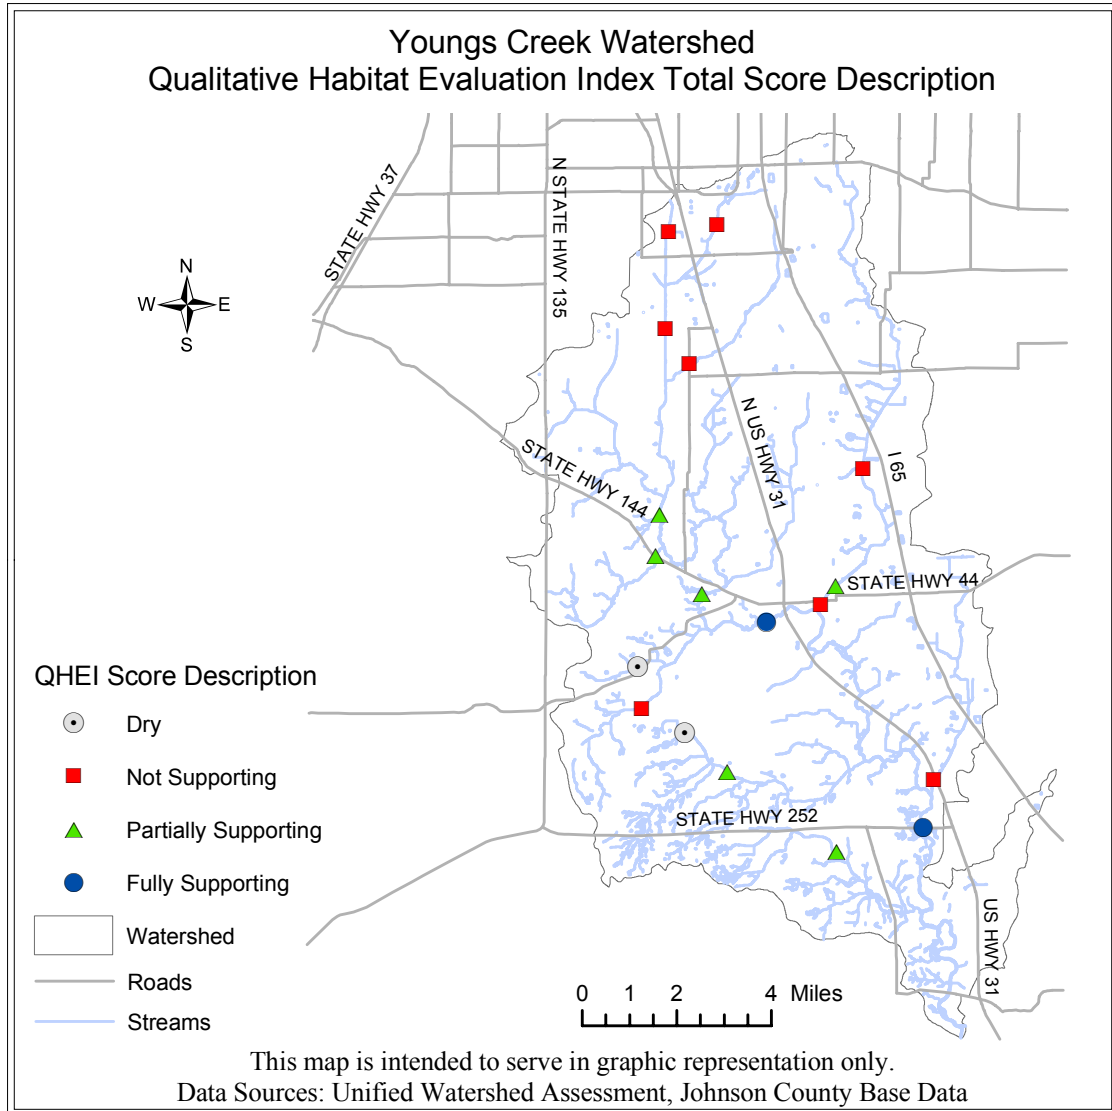 Youngs Creek Watershed
Qualitative Habitat Evaluation Index Total Score Description
STATE HWY 37
N STATE HWY 135
N
W
E
S
STATE HWY 144
N US HWY 31
I 65
STATE HWY 44
QHEI Score Description
Dry
Not Supporting
Partially Supporting
Fully Supporting
Watershed
Roads
Streams
STATE HWY 252
US HWY 31
0 1 2 4 Miles
This map is intended to serve in graphic representation only.
Data Sources: Unified Watershed Assessment, Johnson County Base Data